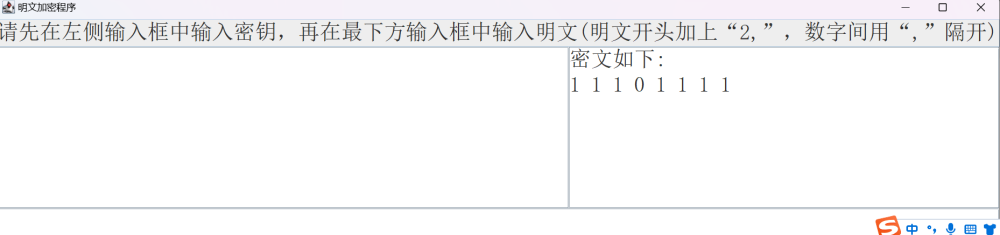 明文加密程序
请先在左侧输入框中输入密钥，再在最下方输入框中输入明文(明文开头加上“2,”，数字间用“,”隔开)
密文如下:
1 1 1 0 1 1 1 1
中